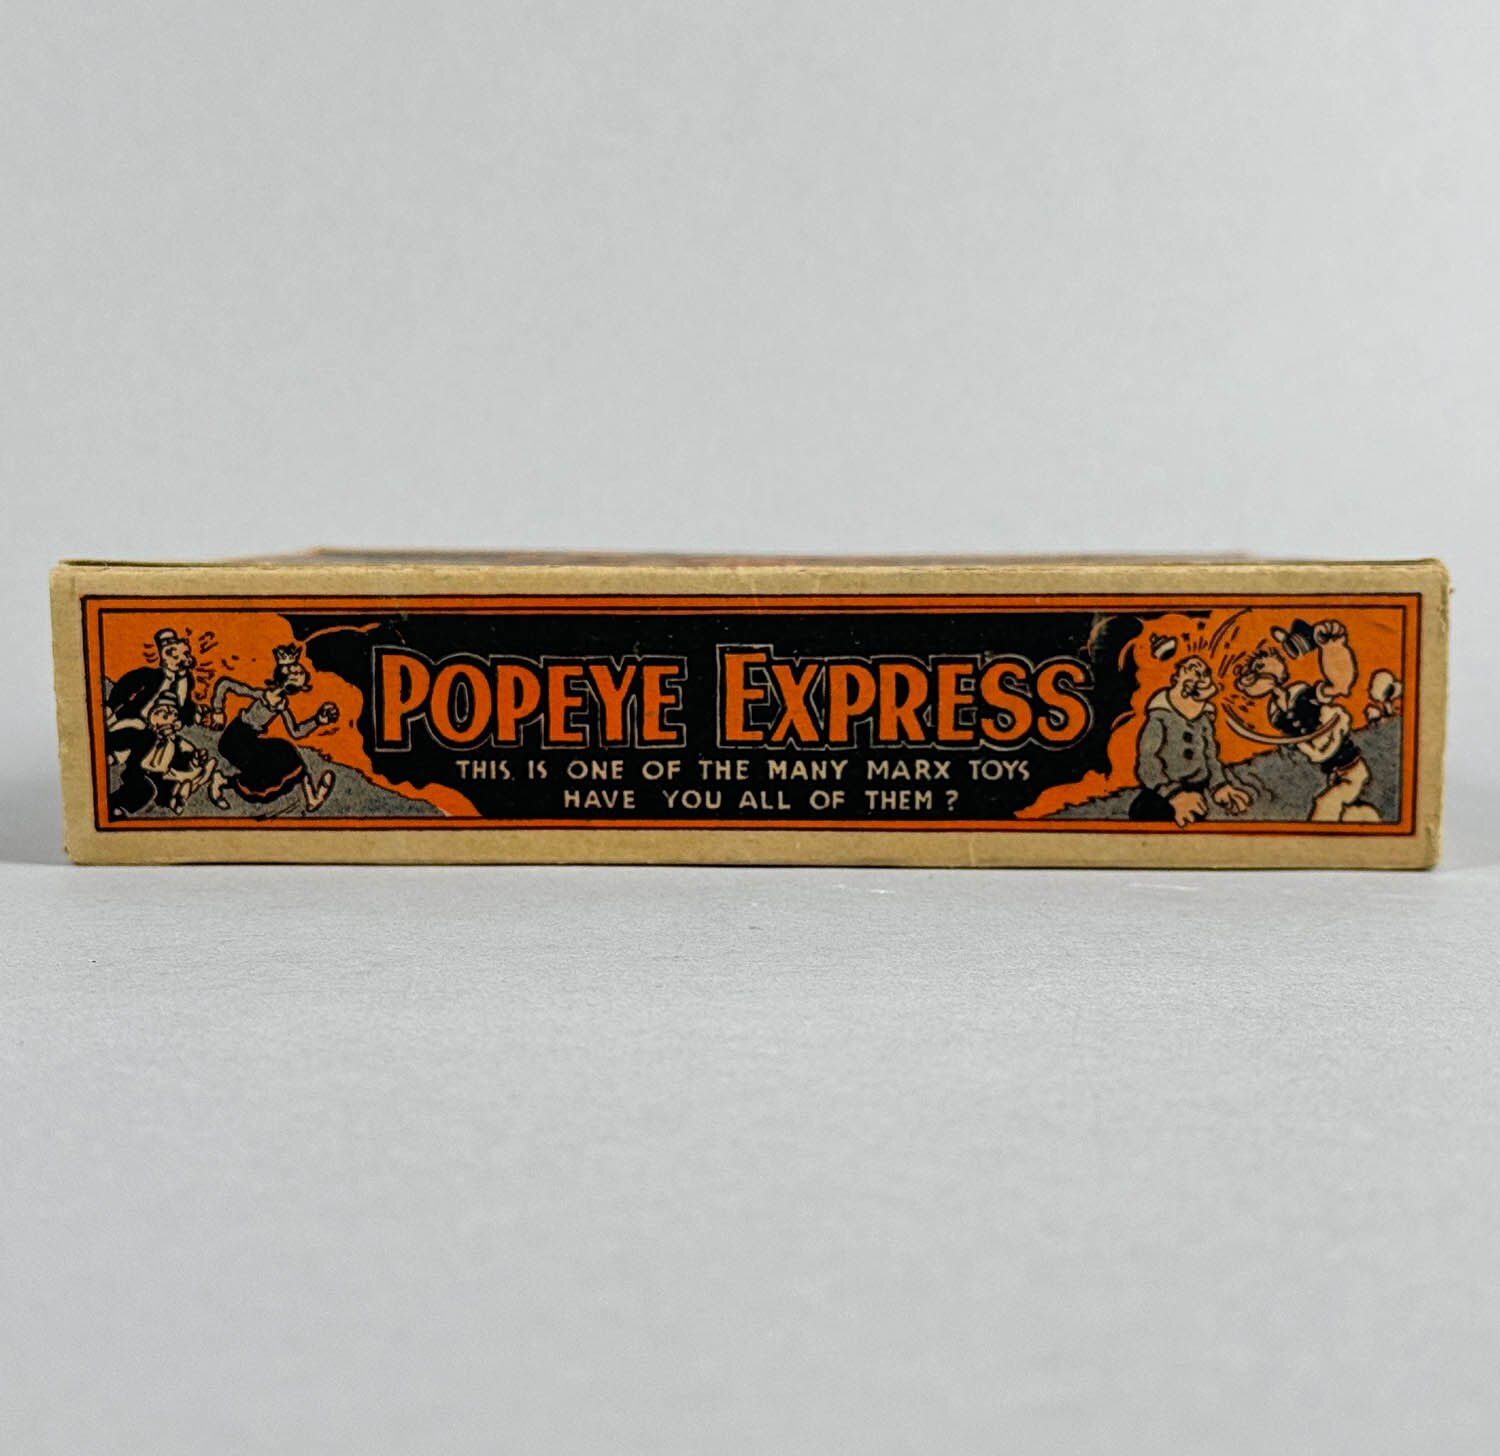 POPEYE EXPRESS
THIS IS ONE OF THE MANY MARX TOYS
HAVE YOU ALL OF THEM ?